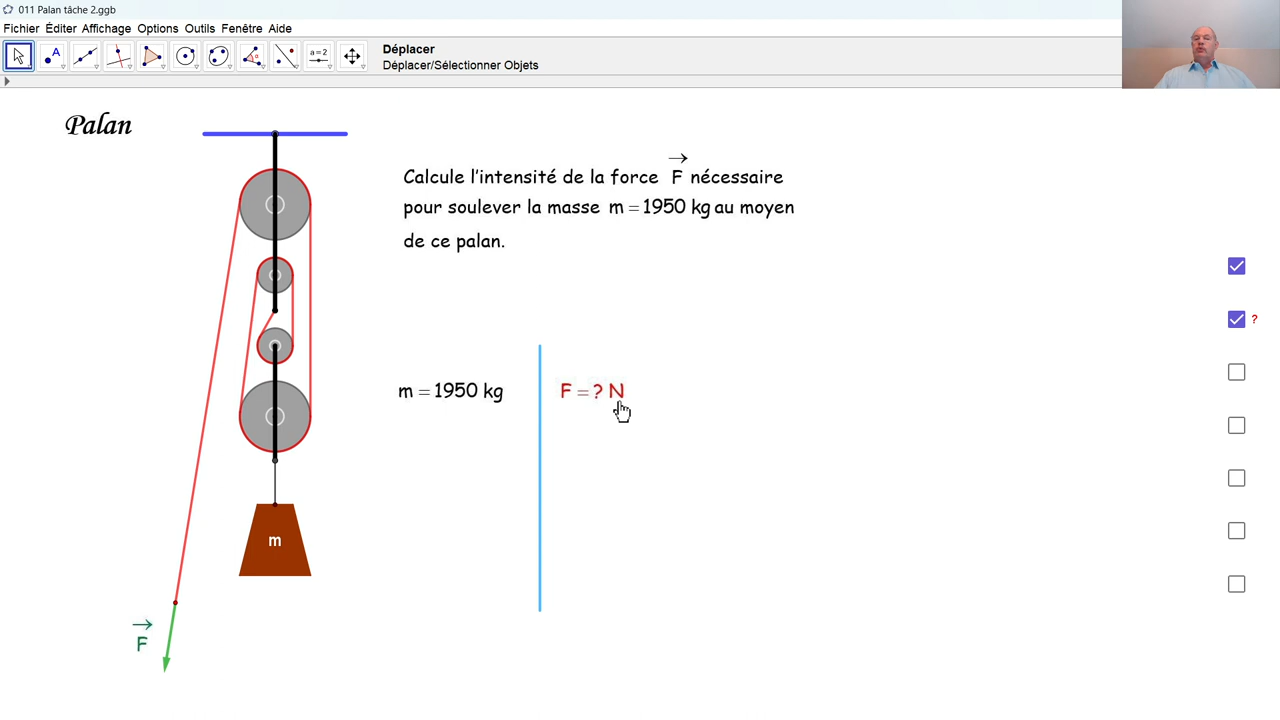 011 Palan tâche 2.ggb
Fichier Éditer Affichage Options Outils Fenêtre Aide
A
a=2
Déplacer
Déplacer/Sélectionner Objets
Palan
Calcule l'intensité de la force F nécessaire
pour soulever la masse m = 1950 kg au moyen
de ce palan.
?
m = 1950 kg
F = ? N
m
F